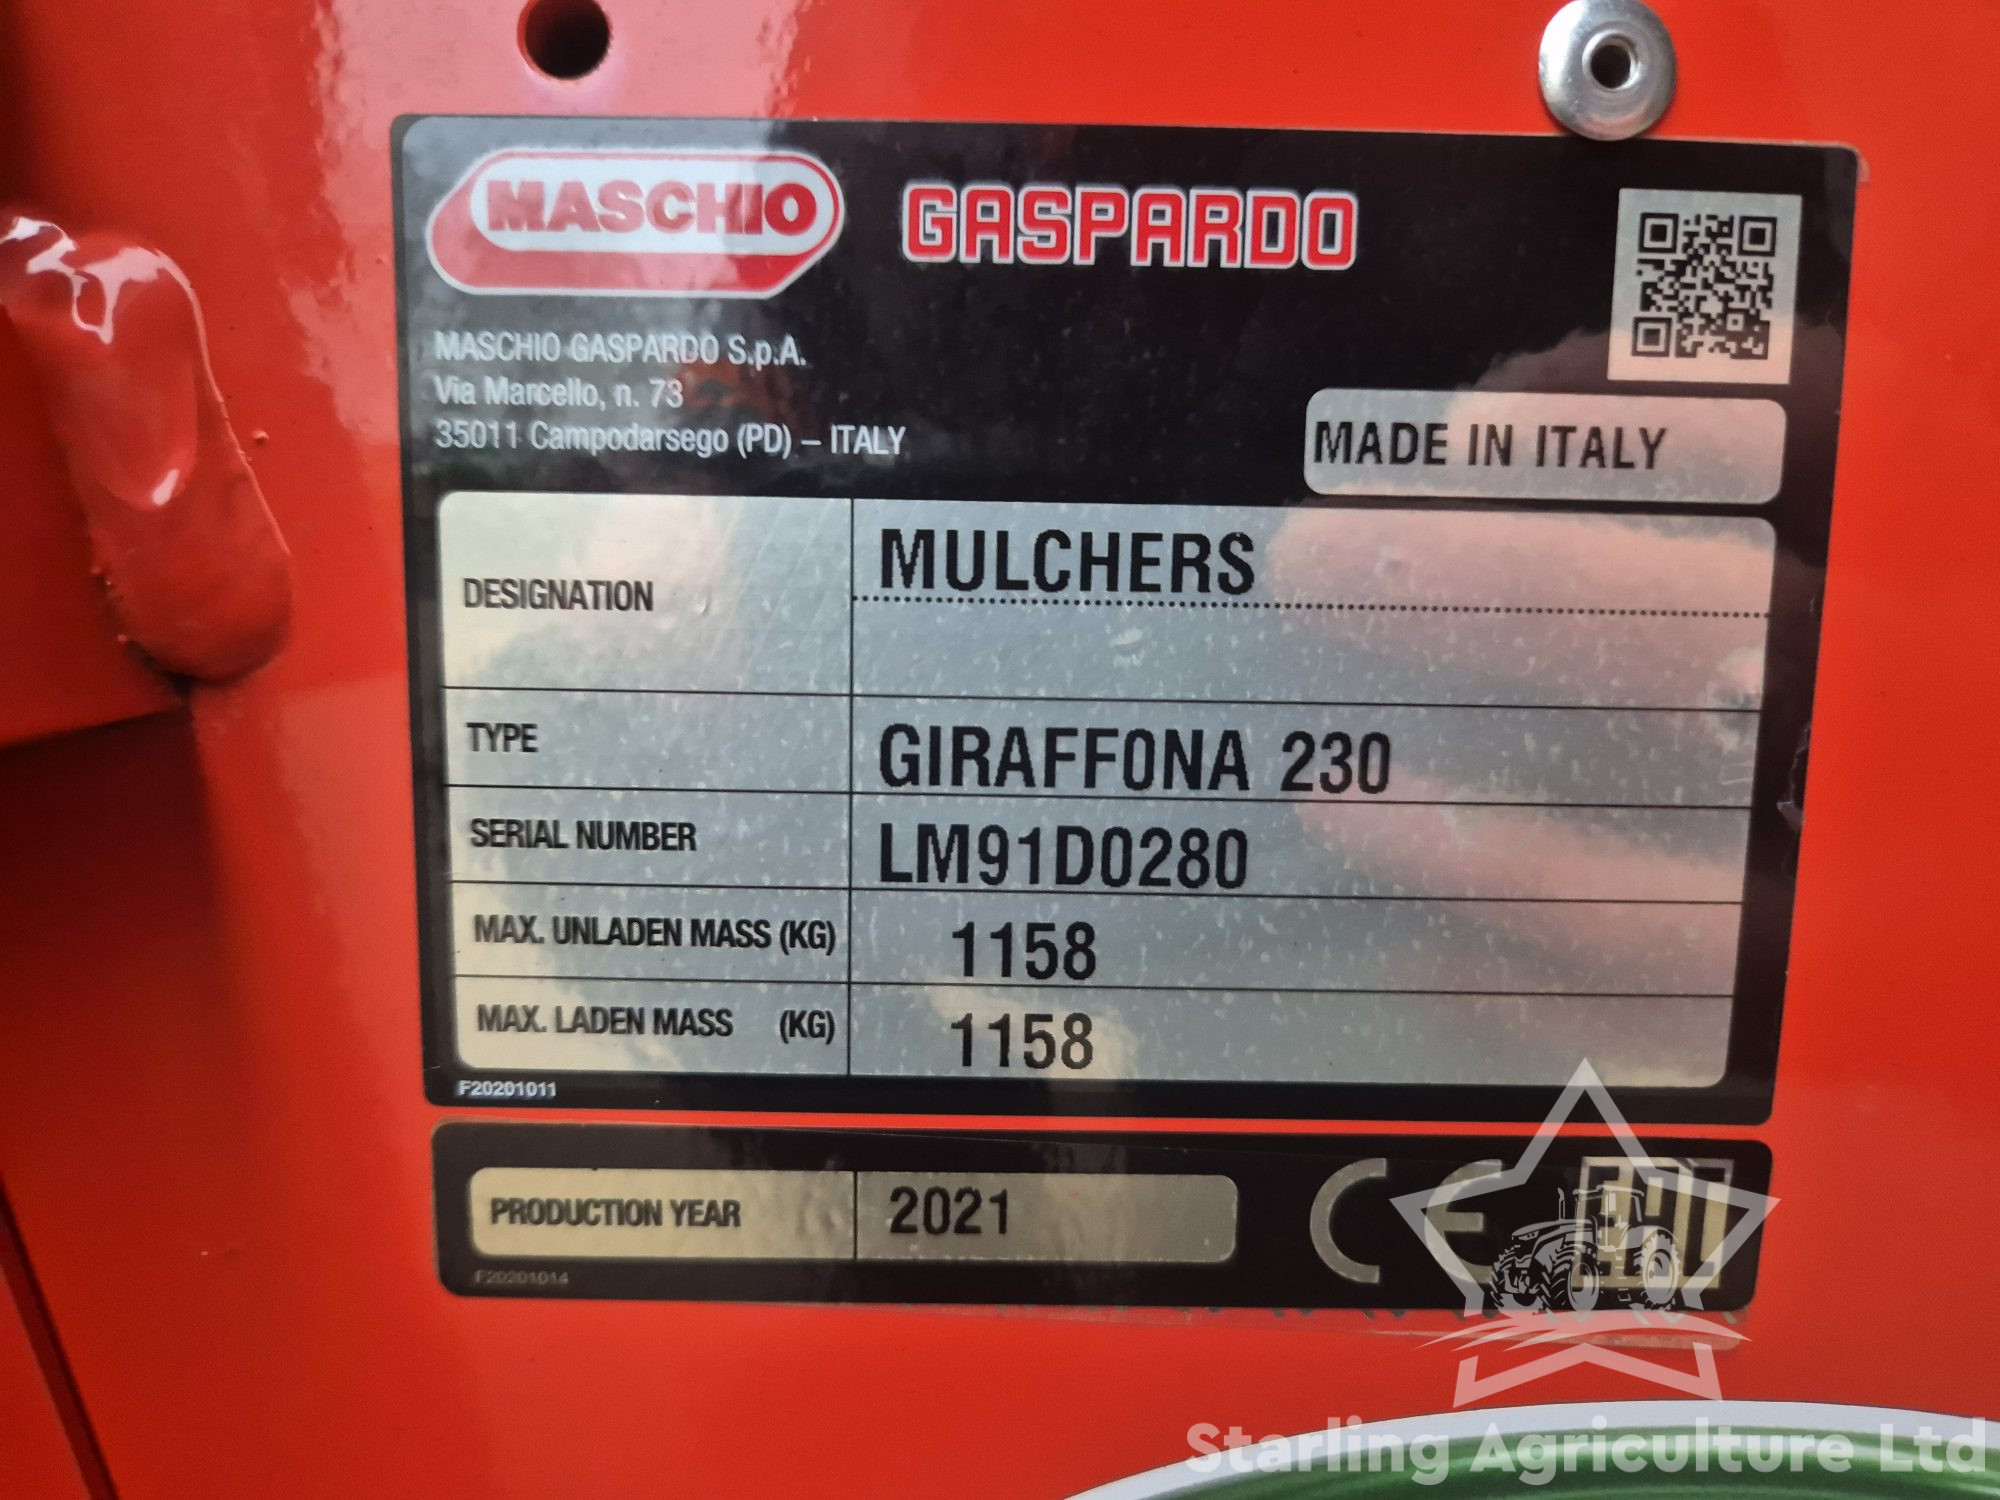 MASCHIO GASPARDO
MASCHIO GASPARDO S.p.A.
Via Marcello, n. 73
35011 Campodarsego (PD) – ITALY
MADE IN ITALY
DESIGNATION MULCHERS
TYPE GIRAFFONA 230
SERIAL NUMBER LM91D0280
MAX. UNLADEN MASS (KG) 1158
MAX. LADEN MASS (KG) 1158
F20201011
PRODUCTION YEAR 2021
CE EAC
F20201014
Starling Agriculture Ltd